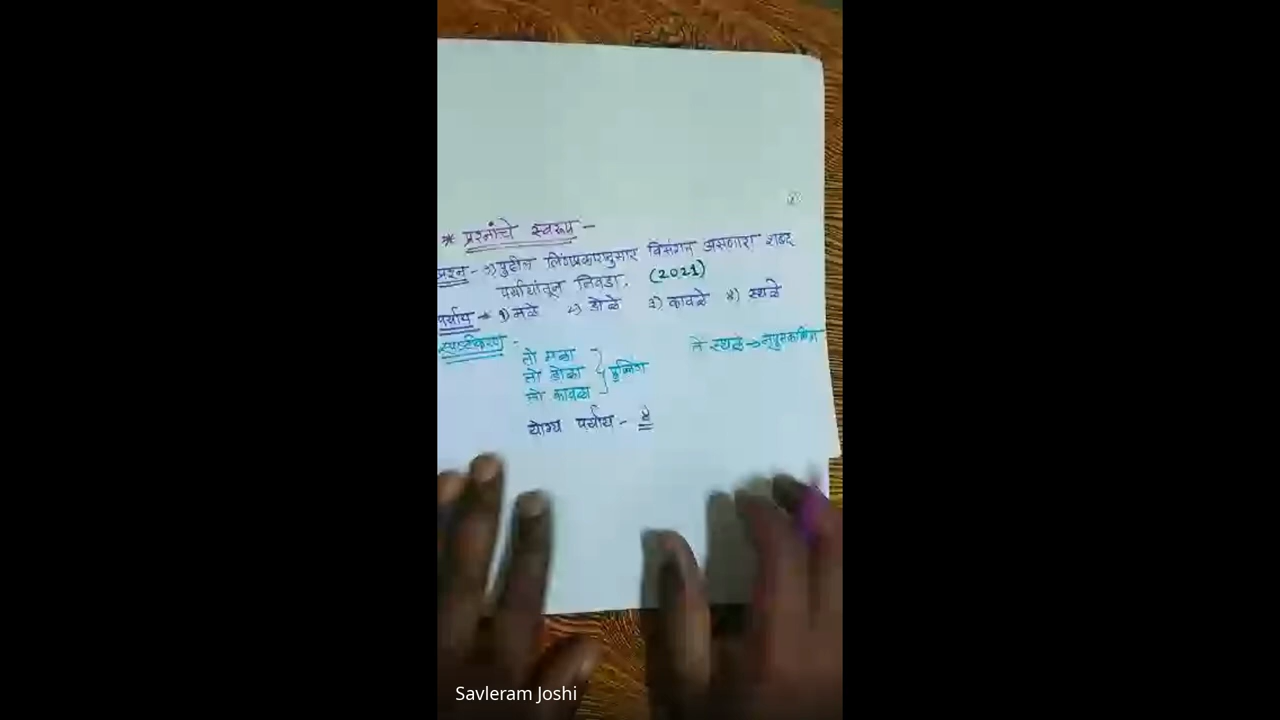 * प्रश्नांचे स्वरूप -
प्रश्न - १) पुढील लिंगप्रकारानुसार विसंगत असणारा शब्द
पर्यायांतून निवडा. (2021)
पर्याय → १) मळे २) डोळे ३) कावळे ४) स्थळे
स्पष्टीकरण -
तो मळा
तो डोळा } पुल्लिंग
तो कावळा
ते स्थळ → नपुंसकलिंग
योग्य पर्याय - ४
Savleram Joshi